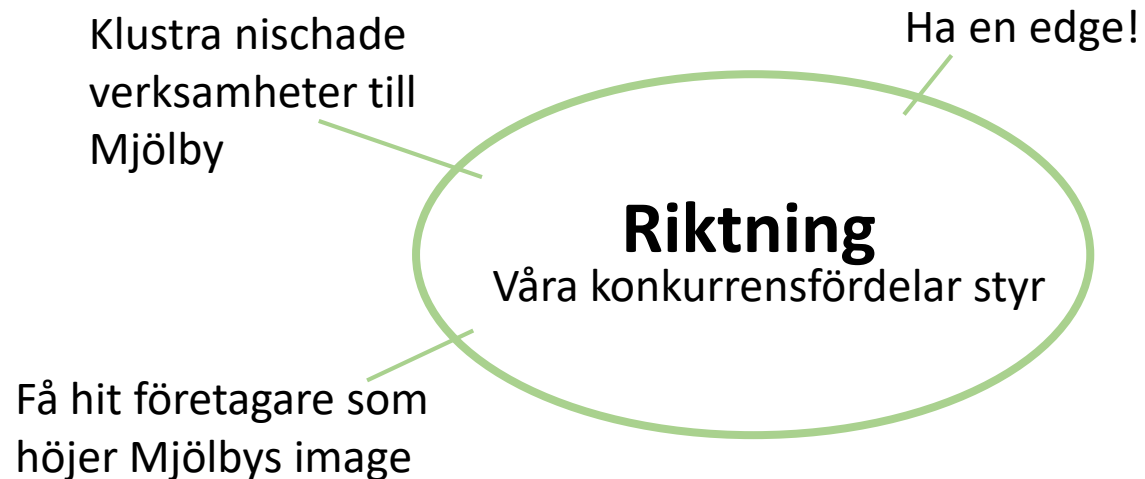 Klustra nischade
verksamheter till
Mjölby
Ha en edge!
Riktning
Våra konkurrensfördelar styr
Få hit företagare som
höjer Mjölbys image